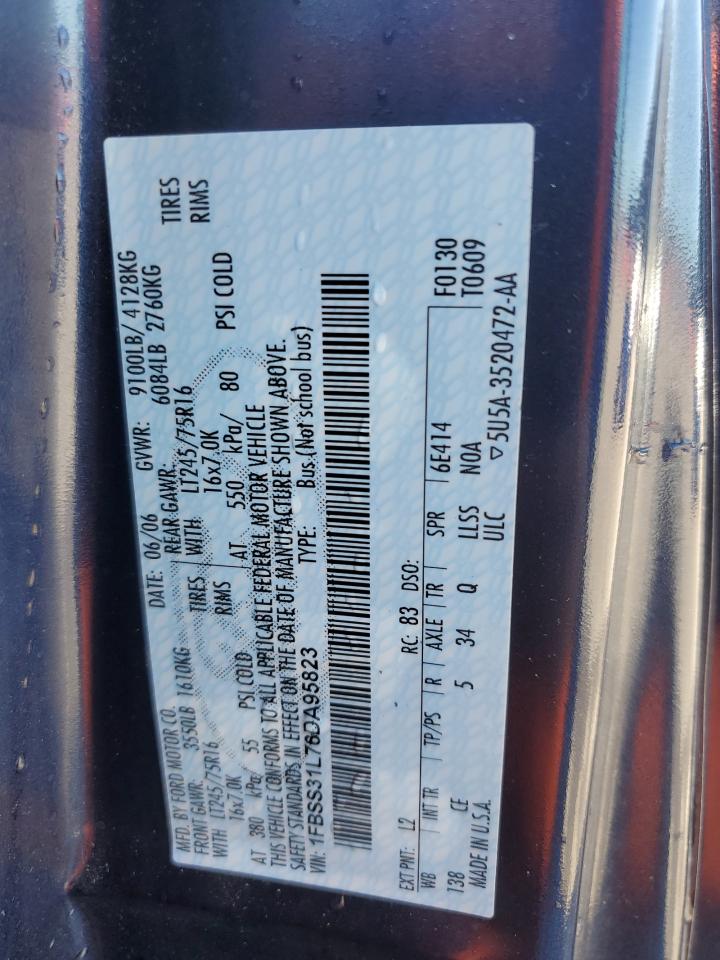 MFD. BY FORD MOTOR CO. DATE: 06/06 GVWR: 9100LB/ 4128KG
FRONT GAWR: 3550LB 1610KG REAR GAWR: 6084LB 2760KG
WITH LT245/75R16 TIRES WITH LT245/75R16 TIRES
16x7.0K RIMS 16x7.0K RIMS
AT 380 kPa/ 55 PSI COLD AT 550 kPa/ 80 PSI COLD
THIS VEHICLE CONFORMS TO ALL APPLICABLE FEDERAL MOTOR VEHICLE
SAFETY STANDARDS IN EFFECT ON THE DATE OF MANUFACTURE SHOWN ABOVE.
VIN: 1FBSS31L76DA95823 TYPE: Bus (Not school bus)
F0130
T0609
EXT PNT: L2 RC: 83 DSO:
WB INT TR TP/PS R AXLE TR SPR 6E414
138 CE 5 34 Q LLSS NOA
ULC
MADE IN U.S.A. ▽5U5A-3520472-AA